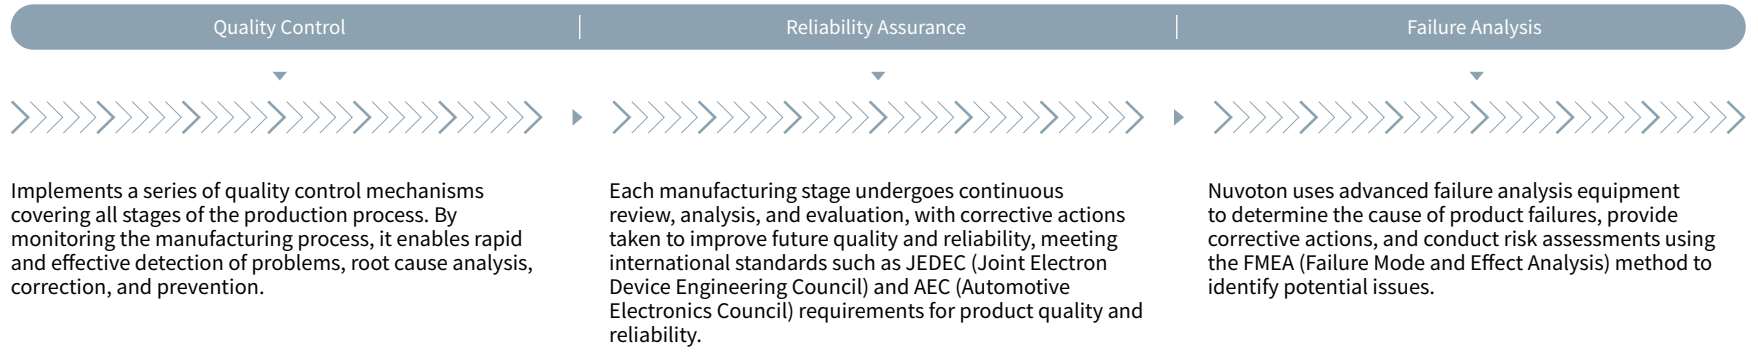 Quality Control
Reliability Assurance
Failure Analysis
Implements a series of quality control mechanisms
covering all stages of the production process. By
monitoring the manufacturing process, it enables rapid
and effective detection of problems, root cause analysis,
correction, and prevention.
Each manufacturing stage undergoes continuous
review, analysis, and evaluation, with corrective actions
taken to improve future quality and reliability, meeting
international standards such as JEDEC (Joint Electron
Device Engineering Council) and AEC (Automotive
Electronics Council) requirements for product quality and
reliability.
Nuvoton uses advanced failure analysis equipment
to determine the cause of product failures, provide
corrective actions, and conduct risk assessments using
the FMEA (Failure Mode and Effect Analysis) method to
identify potential issues.